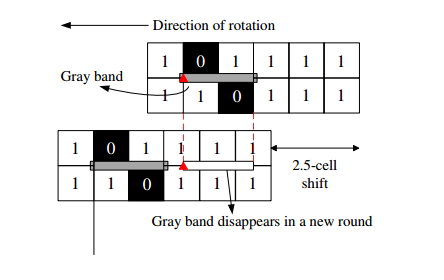 Direction of rotation
1 0 1 1 1 1
Gray band
1 1 0 1 1 1
1 0 1 1 1 1
1 1 0 1 1 1
2.5-cell
shift
Gray band disappears in a new round